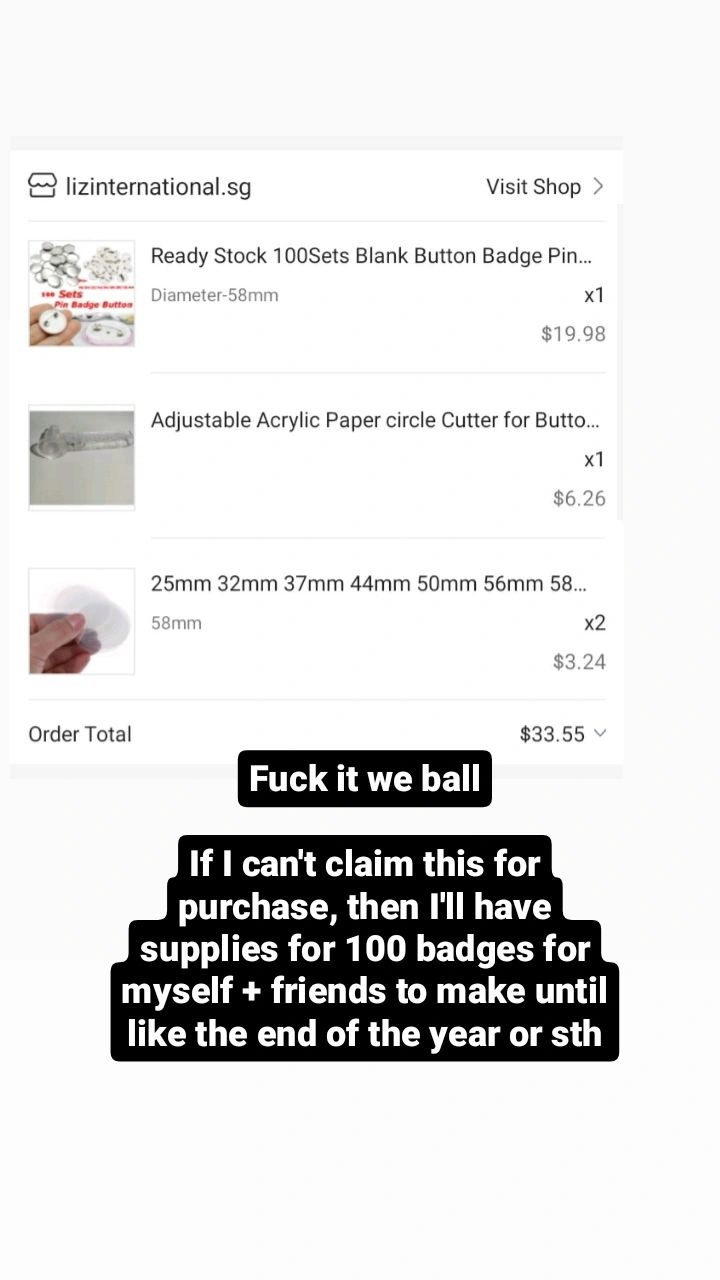 lizinternational.sg
Visit Shop
Ready Stock 100Sets Blank Button Badge Pin...
Diameter-58mm
x1
$19.98
100 Sets
Pin Badge Button
Adjustable Acrylic Paper circle Cutter for Butto...
x1
$6.26
25mm 32mm 37mm 44mm 50mm 56mm 58...
58mm
x2
$3.24
Order Total
$33.55
Fuck it we ball
If I can't claim this for
purchase, then I'll have
supplies for 100 badges for
myself + friends to make until
like the end of the year or sth